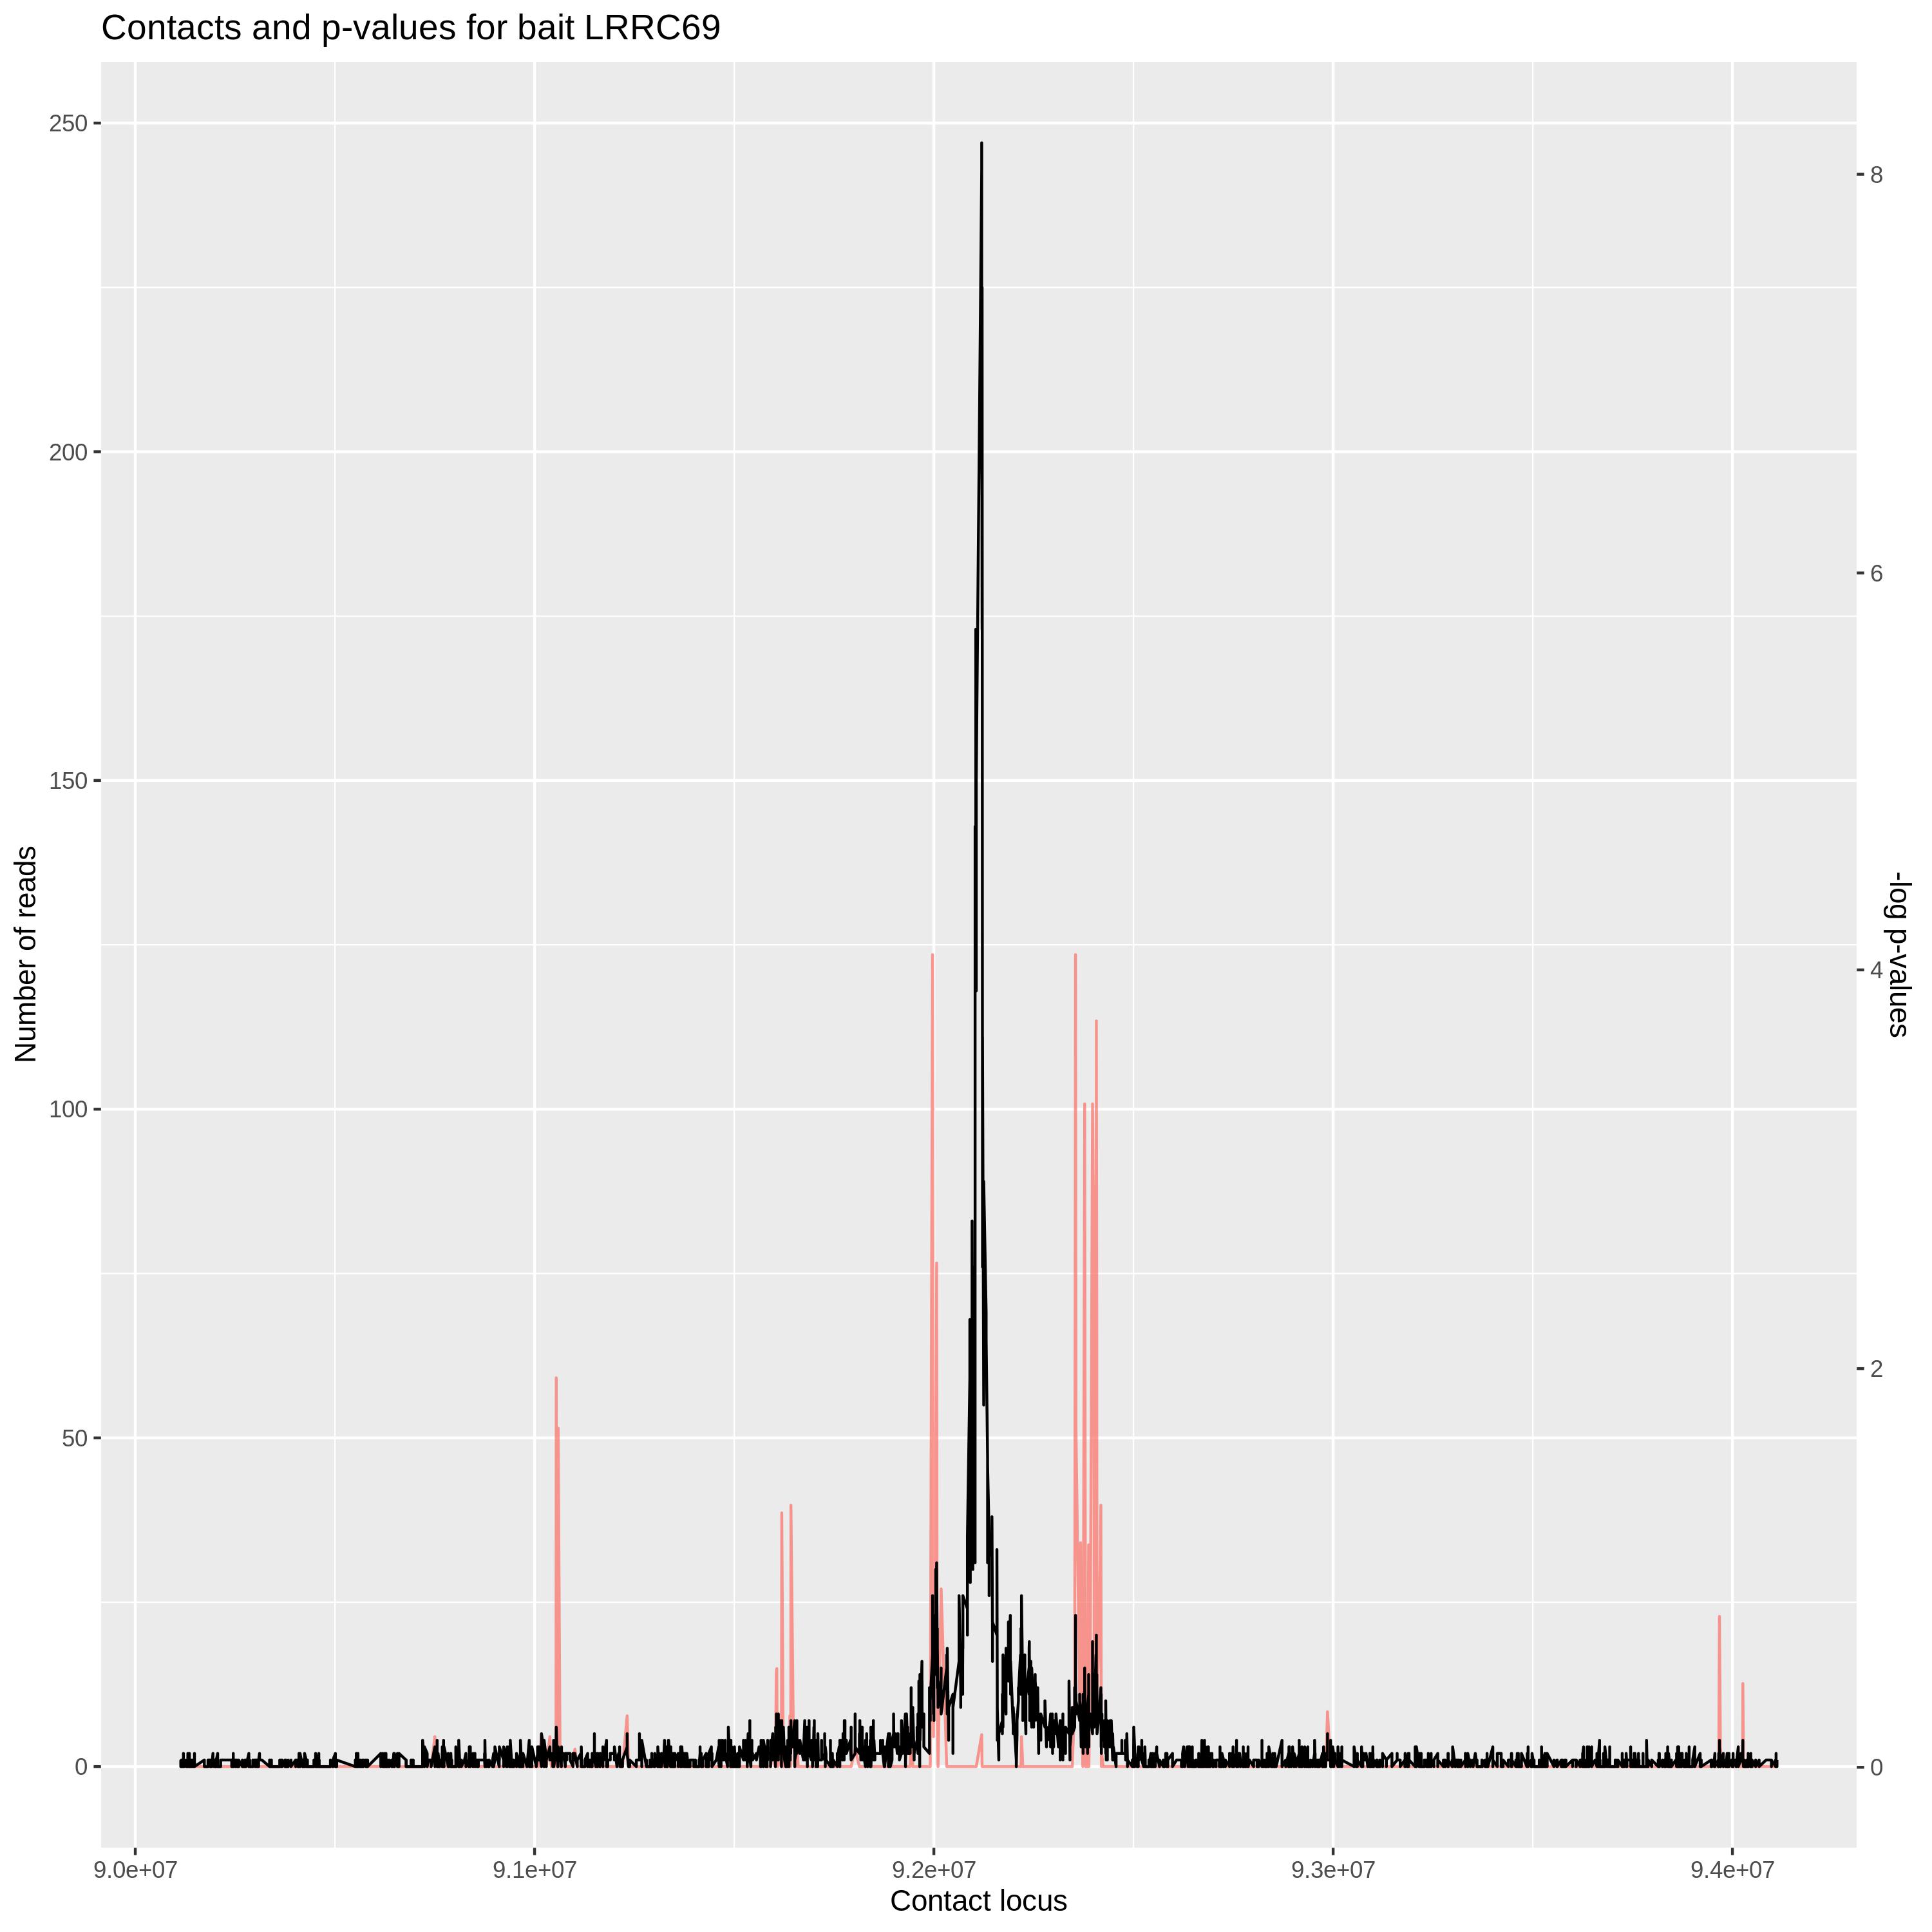 Contacts and p-values for bait LRRC69
250
200
150
100
50
0
Number of reads
8
6
4
2
0
-log p-values
9.0e+07
9.1e+07
9.2e+07
9.3e+07
9.4e+07
Contact locus